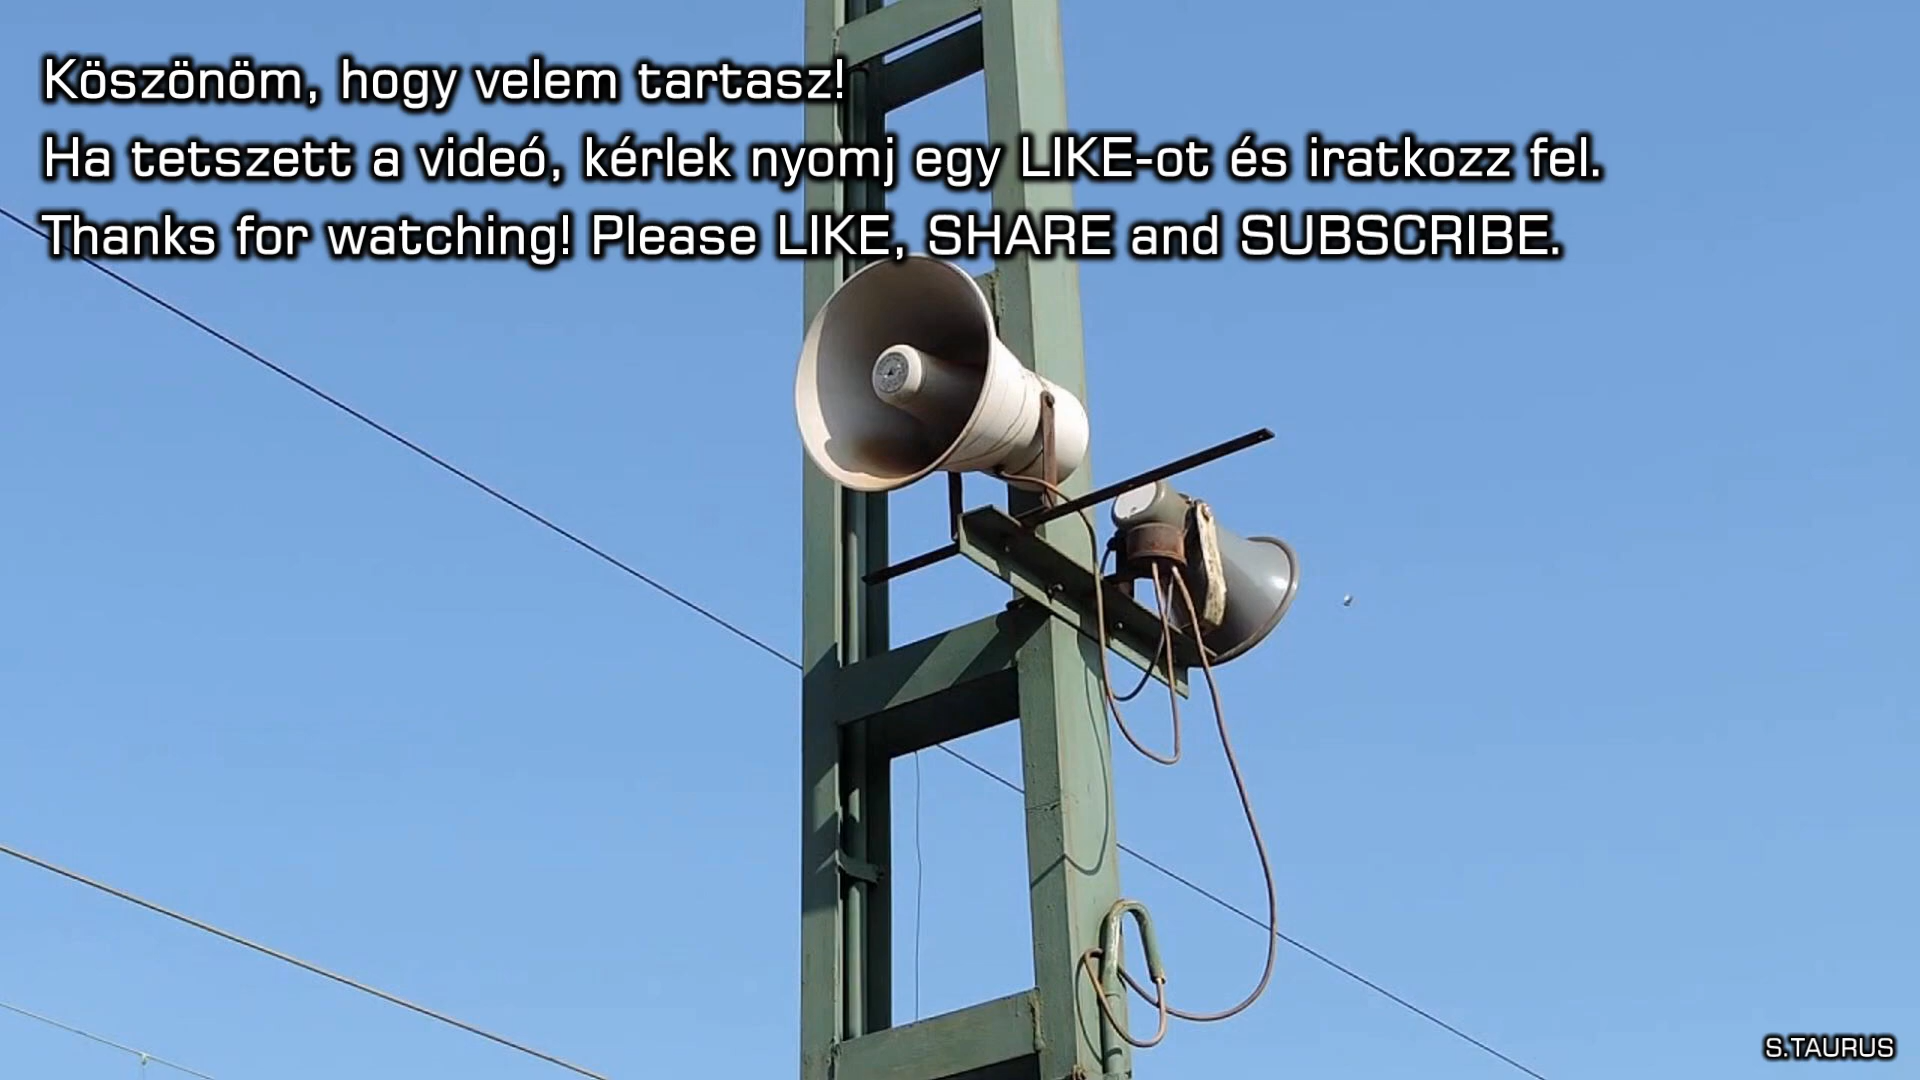 Köszönöm, hogy velem tartasz!
Ha tetszett a videó, kérlek nyomj egy LIKE-ot és iratkozz fel.
Thanks for watching! Please LIKE, SHARE and SUBSCRIBE.
S.TAURUS